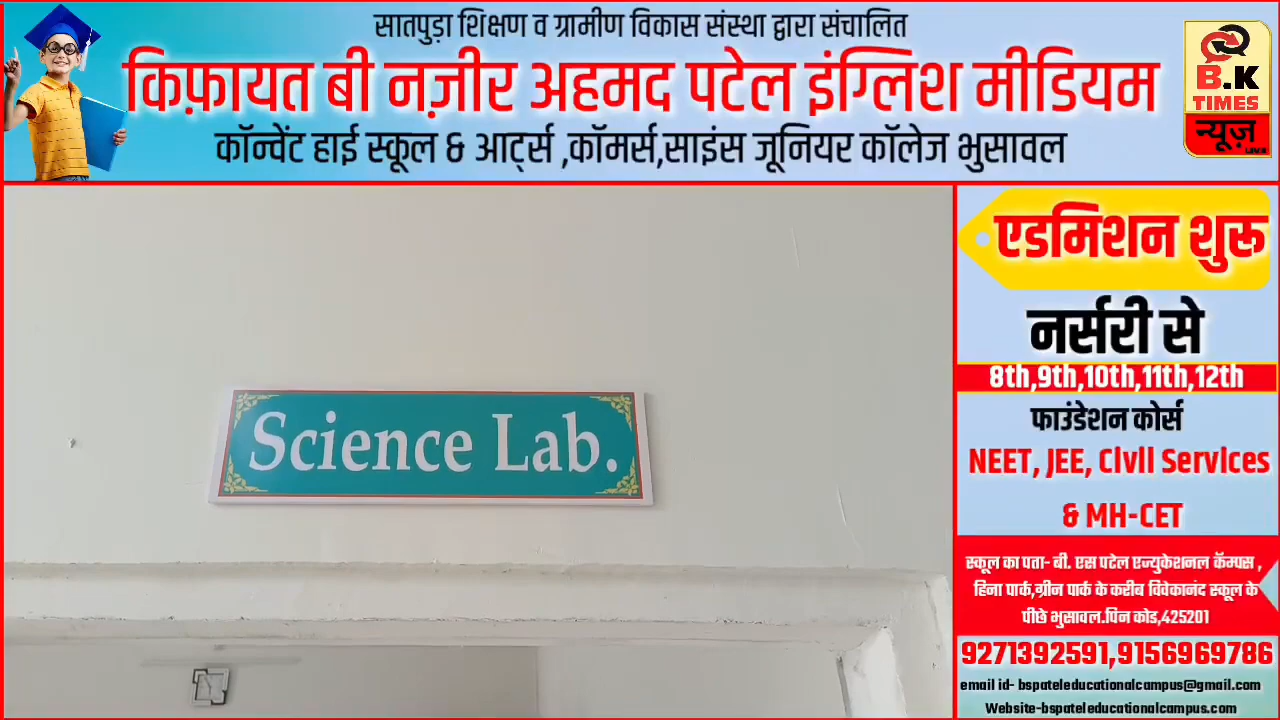 सातपुड़ा शिक्षण व ग्रामीण विकास संस्था द्वारा संचालित
किफ़ायत बी नज़ीर अहमद पटेल इंग्लिश मीडियम
कॉन्वेंट हाई स्कूल & आर्ट्स ,कॉमर्स,साइंस जूनियर कॉलेज भुसावल
B.K
TIMES
न्यूज़
LIVE
एडमिशन शुरू
नर्सरी से
8th,9th,10th,11th,12th
फाउंडेशन कोर्स
NEET, JEE, Civil Services
& MH-CET
स्कूल का पता- बी. एस पटेल एज्युकेशनल कॅम्पस ,
हिना पार्क,ग्रीन पार्क के करीब विवेकानंद स्कूल के
पीछे भुसावल.पिन कोड,425201
9271392591,9156969786
email id- bspateleducationalcampus@gmail.com
Website-bspateleducationalcampus.com
Science Lab.